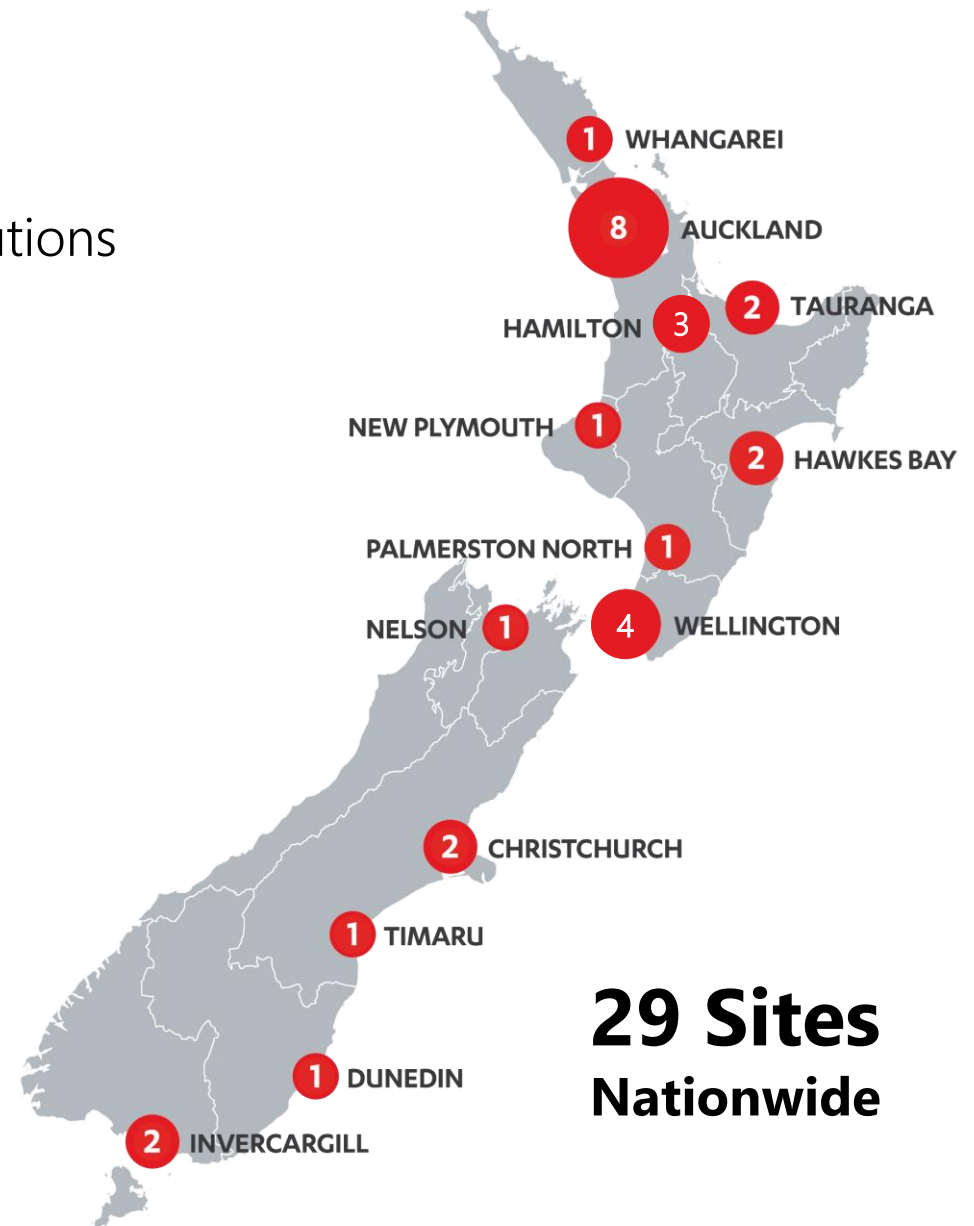 1 WHANGAREI
utions
8 AUCKLAND
2 TAURANGA
HAMILTON 3
NEW PLYMOUTH 1
2 HAWKES BAY
PALMERSTON NORTH 1
NELSON 1
4 WELLINGTON
2 CHRISTCHURCH
1 TIMARU
29 Sites
Nationwide
1 DUNEDIN
2 INVERCARGILL